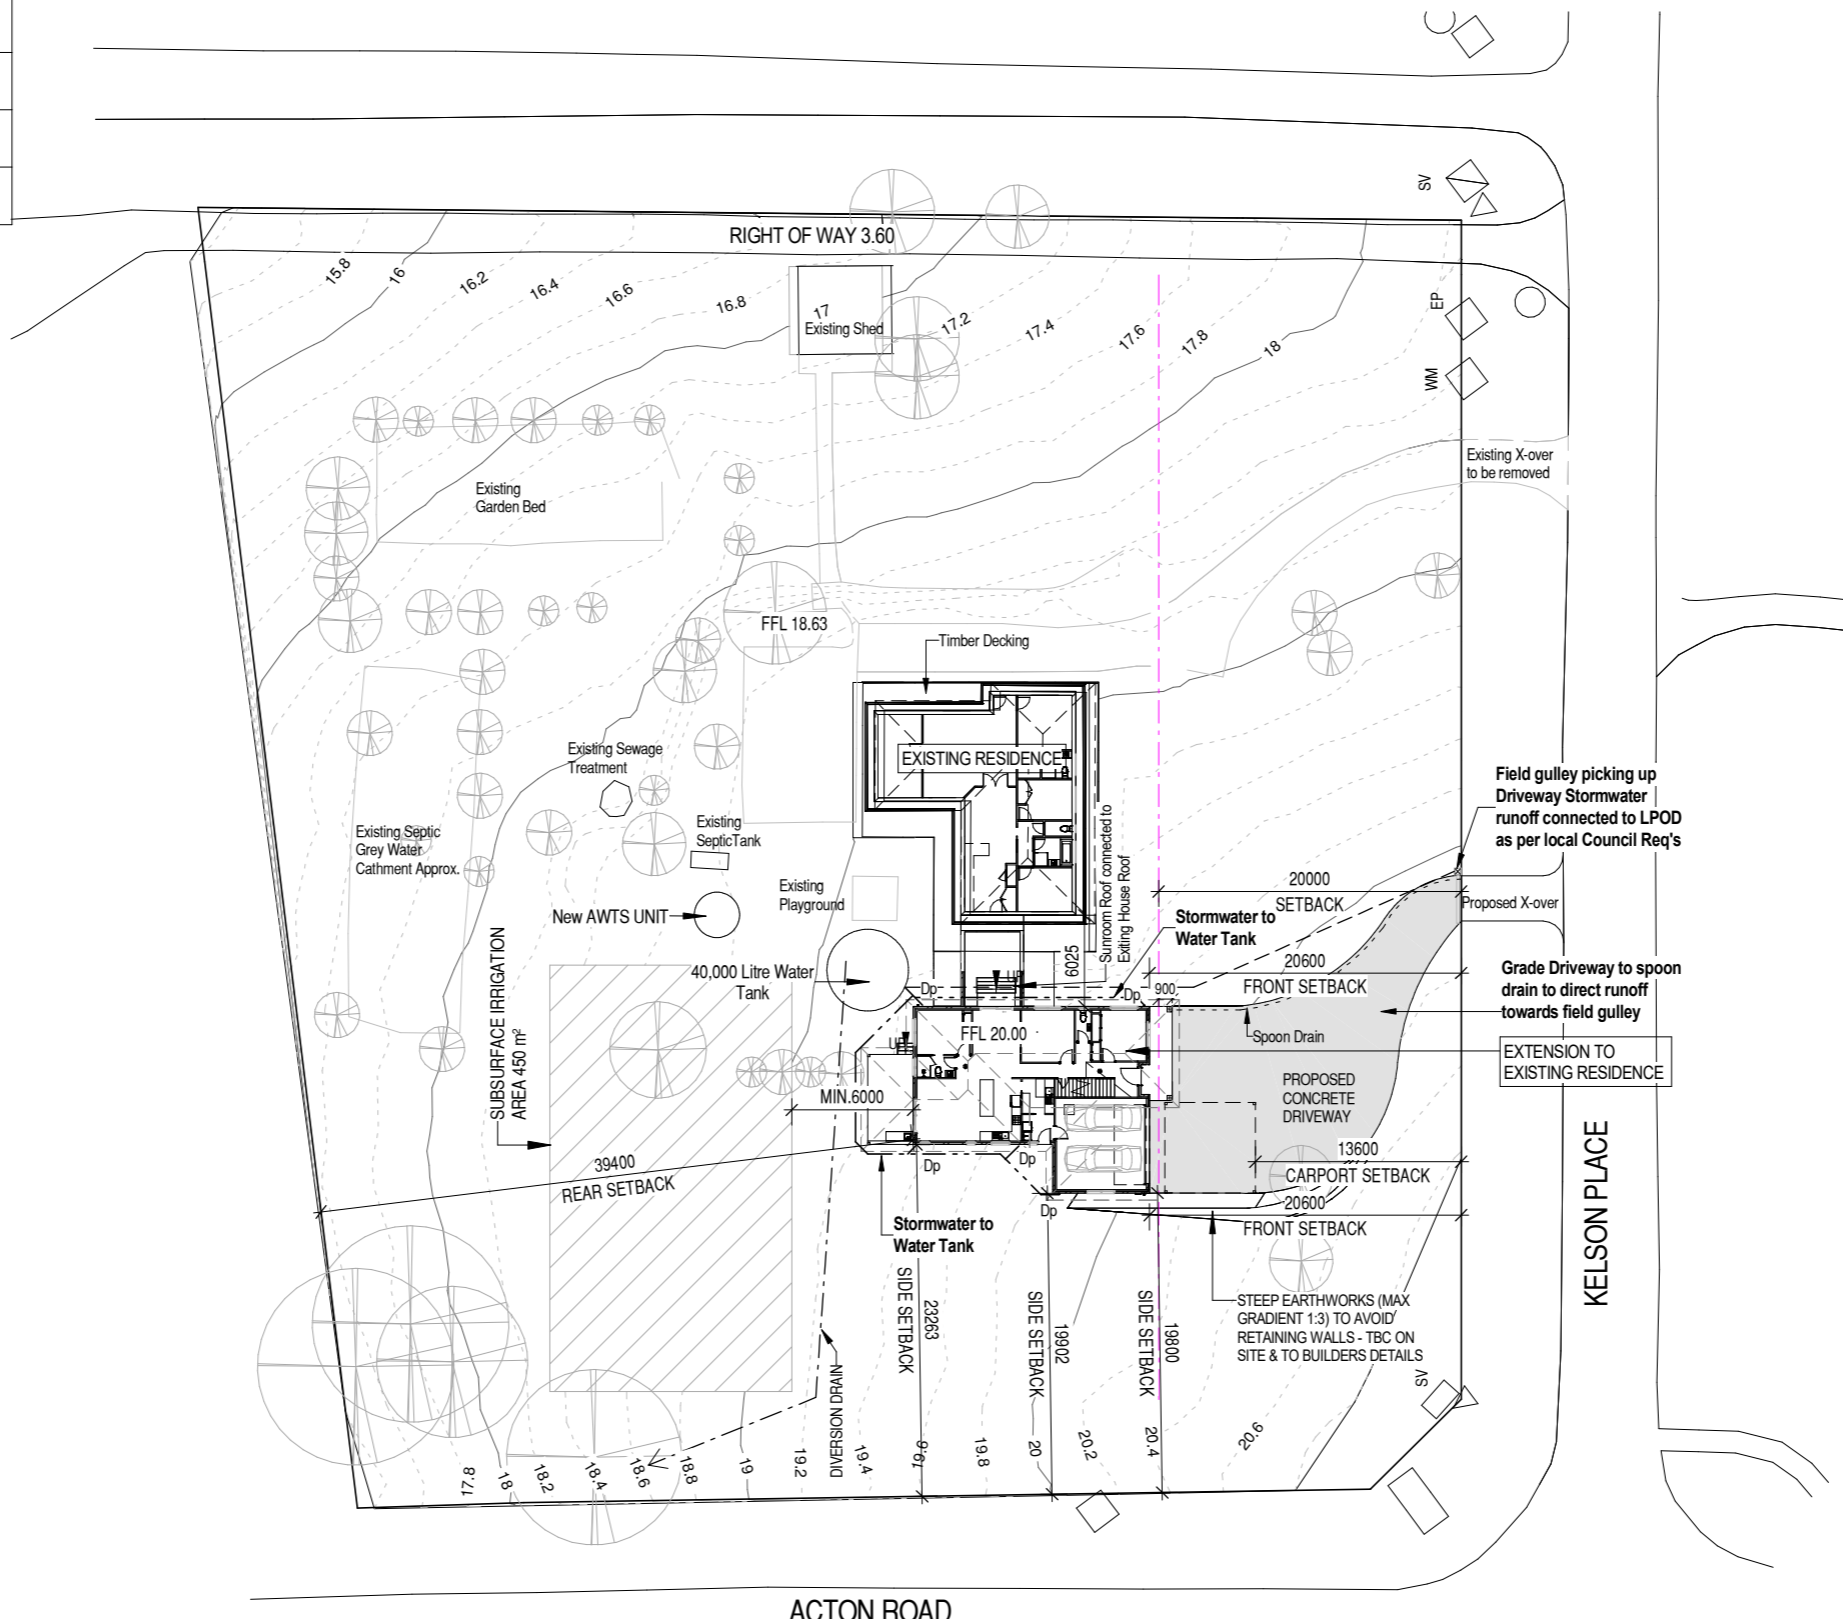 SV
RIGHT OF WAY 3.60
15.8
16
16.2
16.4
16.6
16.8
17
Existing Shed
17.2
17.4
17.6
17.8
18
EP
WM
Existing X-over
to be removed
Existing
Garden Bed
FFL 18.63
Timber Decking
EXISTING RESIDENCE
Existing Sewage
Treatment
Existing
SepticTank
Existing Septic
Grey Water
Cathment Approx.
Existing
Playground
New AWTS UNIT
Sunroom Roof connected to
Exiting House Roof
Field gulley picking up
Driveway Stormwater
runoff connected to LPOD
as per local Council Req's
20000
SETBACK
Proposed X-over
Stormwater to
Water Tank
6025
20600
FRONT SETBACK
900
Grade Driveway to spoon
drain to direct runoff
towards field gulley
SUBSURFACE IRRIGATION
AREA 450 m²
40,000 Litre Water
Tank
Dp
Dp
UP
FFL 20.00
UP
Spoon Drain
EXTENSION TO
EXISTING RESIDENCE
PROPOSED
CONCRETE
DRIVEWAY
MIN.6000
13600
CARPORT SETBACK
39400
REAR SETBACK
Dp
Dp
Dp
20600
FRONT SETBACK
Stormwater to
Water Tank
KELSON PLACE
SIDE SETBACK
23263
SIDE SETBACK
19902
SIDE SETBACK
19800
STEEP EARTHWORKS (MAX
GRADIENT 1:3) TO AVOID
RETAINING WALLS - TBC ON
SITE & TO BUILDERS DETAILS
SV
DIVERSION DRAIN
17.8
18
18.2
18.4
18.6
18.8
19
19.2
19.4
19.6
19.8
20
20.2
20.4
20.6
ACTON ROAD